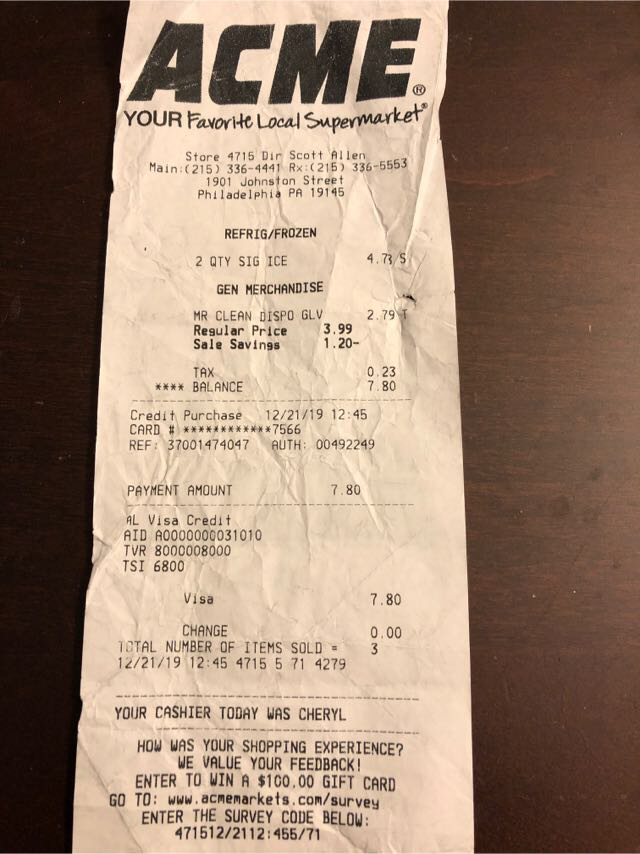 ACME®
YOUR Favorite Local Supermarket®
Store 4715 Dir Scott Allen
Main:(215) 336-4441 Rx:(215) 336-5553
1901 Johnston Street
Philadelphia PA 19145
REFRIG/FROZEN
2 QTY SIG ICE 4.78 S
GEN MERCHANDISE
MR CLEAN DISPO GLV 2.79 T
Regular Price 3.99
Sale Savings 1.20-
TAX 0.23
**** BALANCE 7.80
Credit Purchase 12/21/19 12:45
CARD # ************7566
REF: 37001474047 AUTH: 00492249
PAYMENT AMOUNT 7.80
AL Visa Credit
AID A0000000031010
TVR 8000008000
TSI 6800
Visa 7.80
CHANGE 0.00
TOTAL NUMBER OF ITEMS SOLD = 3
12/21/19 12:45 4715 5 71 4279
YOUR CASHIER TODAY WAS CHERYL
HOW WAS YOUR SHOPPING EXPERIENCE?
WE VALUE YOUR FEEDBACK!
ENTER TO WIN A $100.00 GIFT CARD
GO TO: www.acmemarkets.com/survey
ENTER THE SURVEY CODE BELOW:
471512/2112:455/71